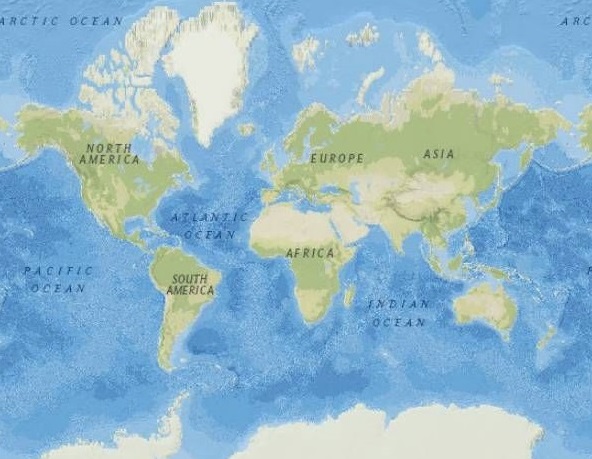 ARCTIC OCEAN
ARC
NORTH
AMERICA
EUROPE
ASIA
ATLANTIC
OCEAN
AFRICA
PACIFIC
OCEAN
SOUTH
AMERICA
INDIAN
OCEAN
P